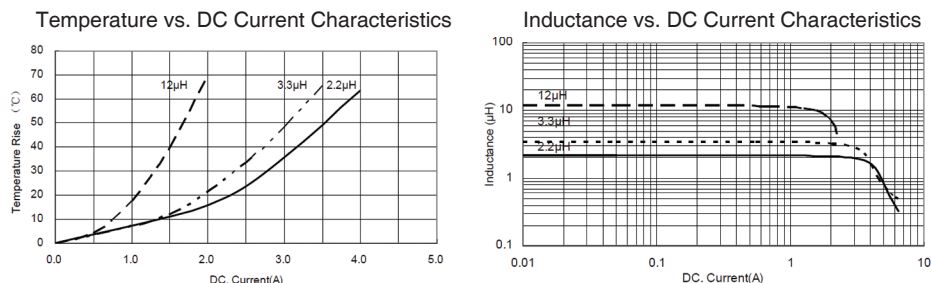 Temperature vs. DC Current Characteristics
80
70
60
50
40
30
20
10
0
Temperature Rise (℃)
12μH
3.3μH
2.2μH
0.0
1.0
2.0
3.0
4.0
5.0
DC. Current(A)
Inductance vs. DC Current Characteristics
100
10
1
0.1
Inductance (μH)
12μH
3.3μH
2.2μH
0.01
0.1
1
10
DC. Current(A)